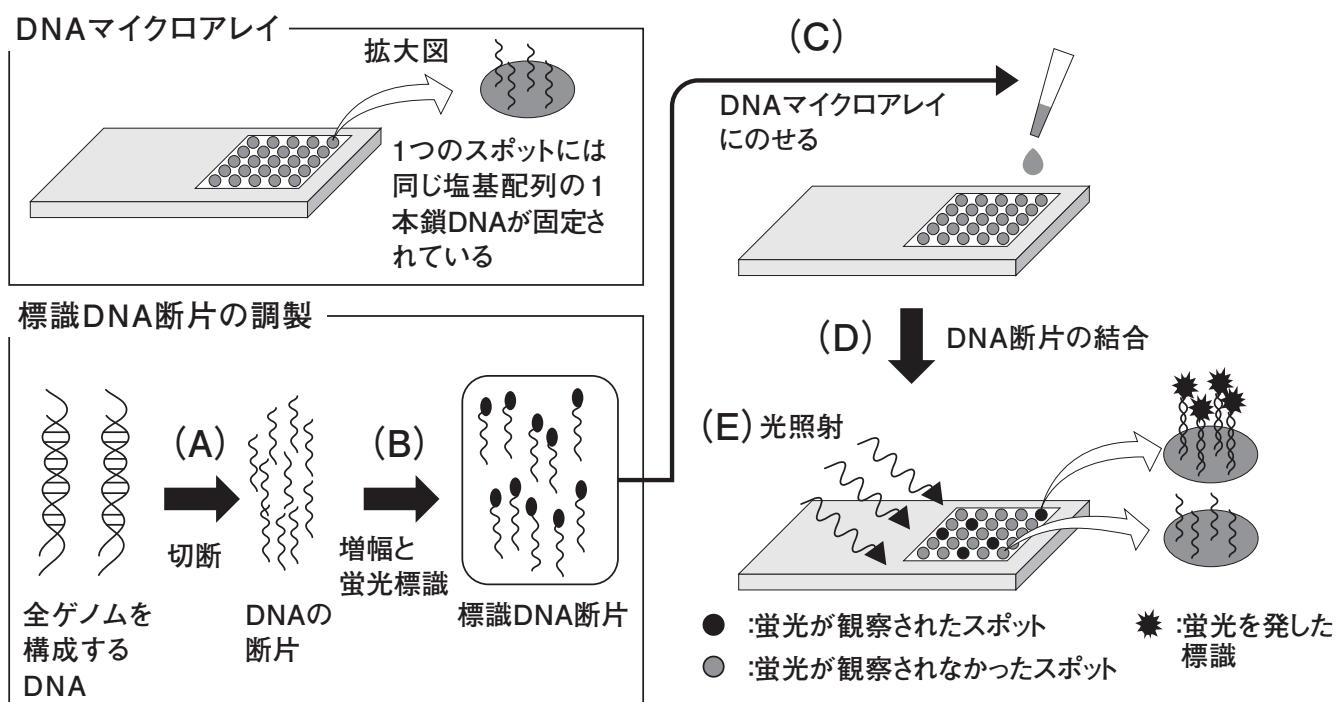 DNAマイクロアレイ
拡大図
1つのスポットには
同じ塩基配列の1
本鎖DNAが固定さ
れている
標識DNA断片の調製
(A)
切断
(B)
増幅と
蛍光標識
全ゲノムを
構成する
DNA
DNAの
断片
標識DNA断片
(C)
DNAマイクロアレイ
にのせる
(D)
DNA断片の結合
(E)光照射
:蛍光が観察されたスポット
:蛍光が観察されなかったスポット
:蛍光を発した
標識